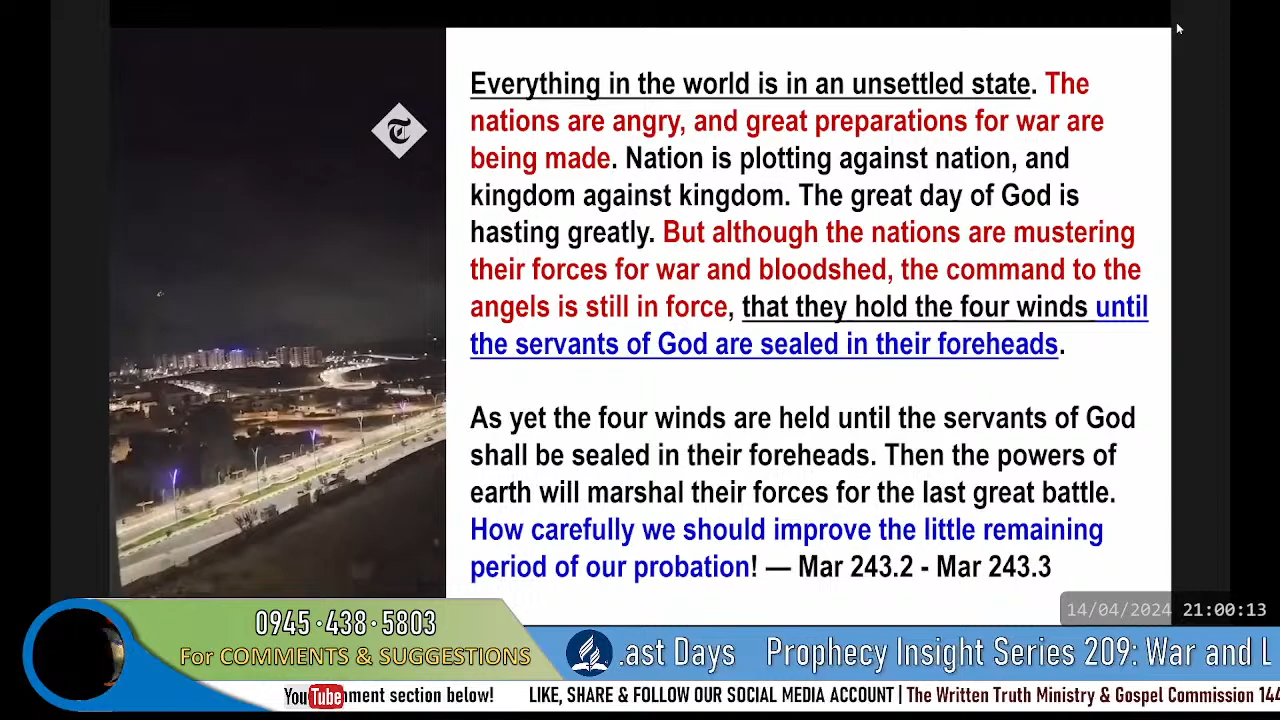 Everything in the world is in an unsettled state. The
nations are angry, and great preparations for war are
being made. Nation is plotting against nation, and
kingdom against kingdom. The great day of God is
hasting greatly. But although the nations are mustering
their forces for war and bloodshed, the command to the
angels is still in force, that they hold the four winds until
the servants of God are sealed in their foreheads.
As yet the four winds are held until the servants of God
shall be sealed in their foreheads. Then the powers of
earth will marshal their forces for the last great battle.
How carefully we should improve the little remaining
period of our probation! — Mar 243.2 - Mar 243.3
14/04/2024 21:00:13
0945·438·5803
For COMMENTS & SUGGESTIONS
.ast Days Prophecy Insight Series 209: War and L
YouTube nment section below! LIKE, SHARE & FOLLOW OUR SOCIAL MEDIA ACCOUNT | The Written Truth Ministry & Gospel Commission 144